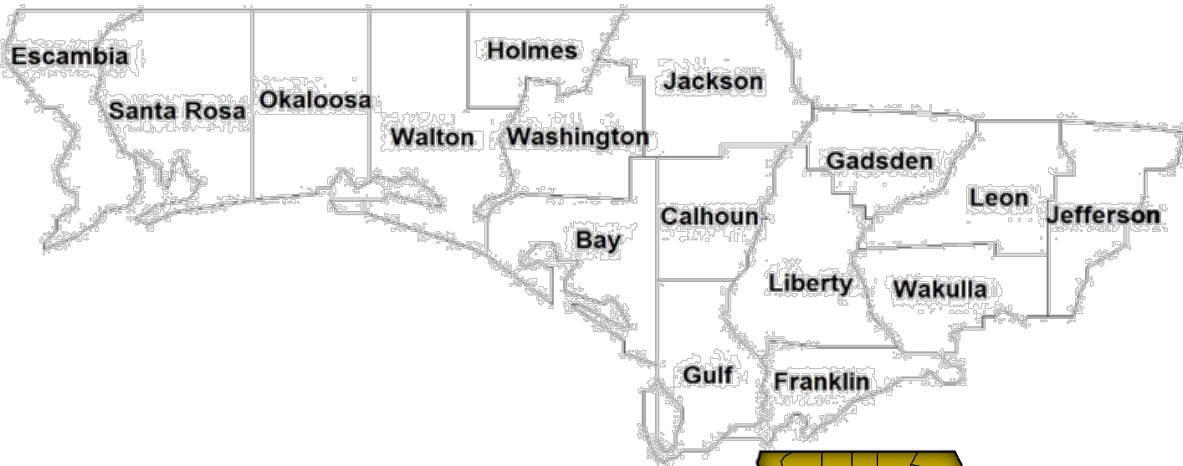 Escambia
Santa Rosa
Okaloosa
Walton
Holmes
Washington
Jackson
Bay
Calhoun
Gulf
Gadsden
Liberty
Franklin
Leon
Wakulla
Jefferson